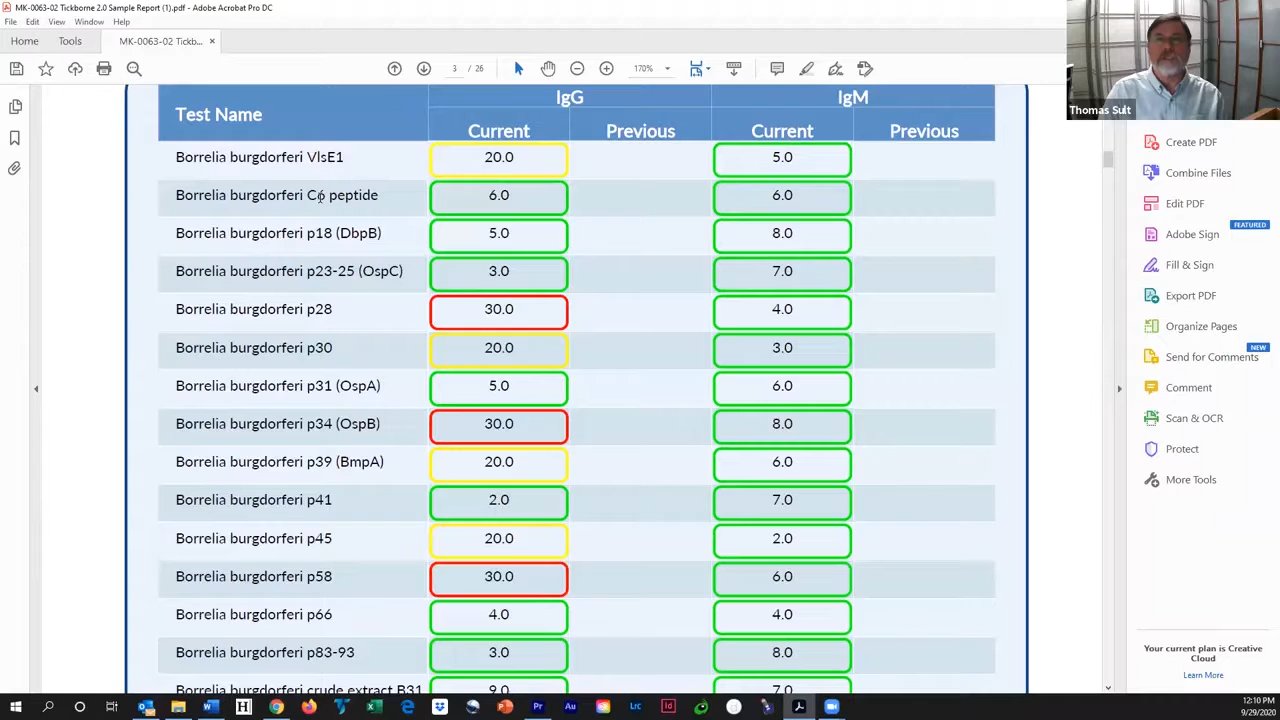 MK-0063-02 Tickborne 2.0 Sample Report (1).pdf - Adobe Acrobat Pro DC
File Edit View Window Help
Home Tools MK-0063-02 Tickb... ×
3 / 26 170%
Thomas Sult
Test Name IgG IgM
Current Previous Current Previous
Borrelia burgdorferi VlsE1 20.0 5.0
Borrelia burgdorferi C6 peptide 6.0 6.0
Borrelia burgdorferi p18 (DbpB) 5.0 8.0
Borrelia burgdorferi p23-25 (OspC) 3.0 7.0
Borrelia burgdorferi p28 30.0 4.0
Borrelia burgdorferi p30 20.0 3.0
Borrelia burgdorferi p31 (OspA) 5.0 6.0
Borrelia burgdorferi p34 (OspB) 30.0 8.0
Borrelia burgdorferi p39 (BmpA) 20.0 6.0
Borrelia burgdorferi p41 2.0 7.0
Borrelia burgdorferi p45 20.0 2.0
Borrelia burgdorferi p58 30.0 6.0
Borrelia burgdorferi p66 4.0 4.0
Borrelia burgdorferi p83-93 3.0 8.0
Borrelia burgdorferi crude extract B31 9.0 7.0
Create PDF
Combine Files
Edit PDF
FEATURED
Adobe Sign
Fill & Sign
Export PDF
Organize Pages
NEW
Send for Comments
Comment
Scan & OCR
Protect
More Tools
Your current plan is Creative
Cloud
Learn More
12:10 PM
9/29/2020